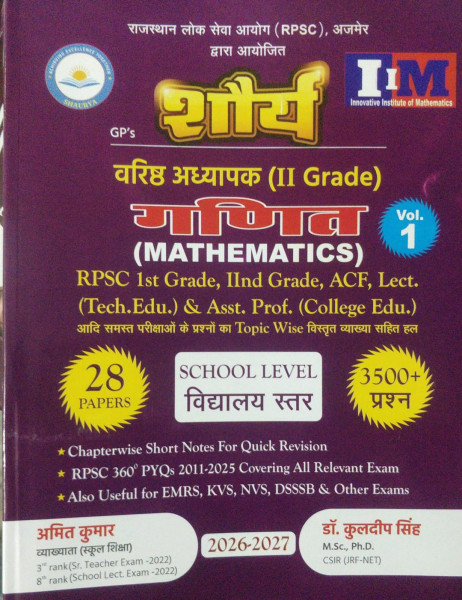 राजस्थान लोक सेवा आयोग (RPSC), अजमेर
द्वारा आयोजित
SHAURYA
IIM
Innovative Institute of Mathematics
GP's
शौर्य
वरिष्ठ अध्यापक (II Grade)
गणित
(MATHEMATICS)
Vol.
1
RPSC 1st Grade, IInd Grade, ACF, Lect.
(Tech.Edu.) & Asst. Prof. (College Edu.)
आदि समस्त परीक्षाओं के प्रश्नों का Topic Wise विस्तृत व्याख्या सहित हल
28
PAPERS
SCHOOL LEVEL
विद्यालय स्तर
3500+
प्रश्न
Chapterwise Short Notes For Quick Revision
RPSC 360° PYQs 2011-2025 Covering All Relevant Exam
Also Useful for EMRS, KVS, NVS, DSSSB & Other Exams
अमित कुमार
व्याख्याता (स्कूल शिक्षा)
3rd rank (Sr. Teacher Exam -2022)
8th rank (School Lect. Exam -2022)
2026-2027
डॉ. कुलदीप सिंह
M.Sc., Ph.D.
CSIR (JRF-NET)